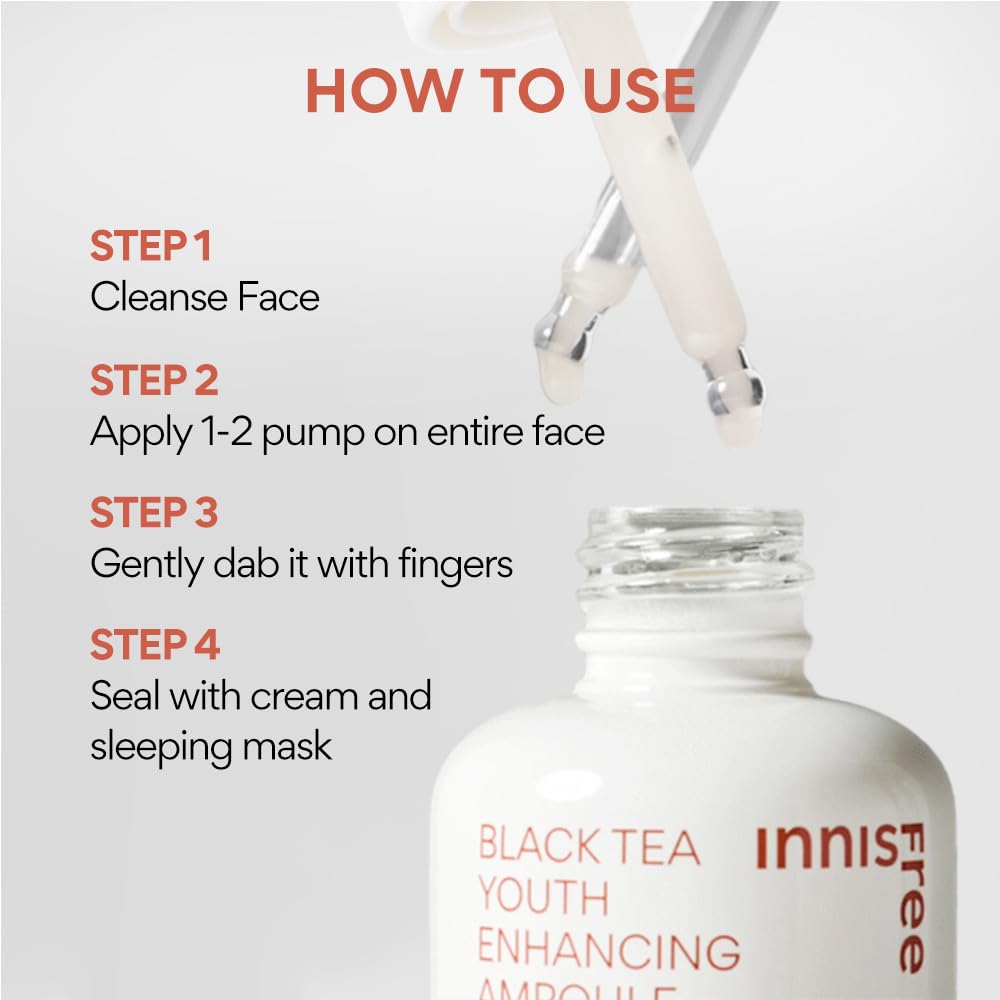 HOW TO USE
STEP 1
Cleanse Face
STEP 2
Apply 1-2 pump on entire face
STEP 3
Gently dab it with fingers
STEP 4
Seal with cream and
sleeping mask
BLACK TEA
YOUTH
ENHANCING
AMPOULE
INNISFree